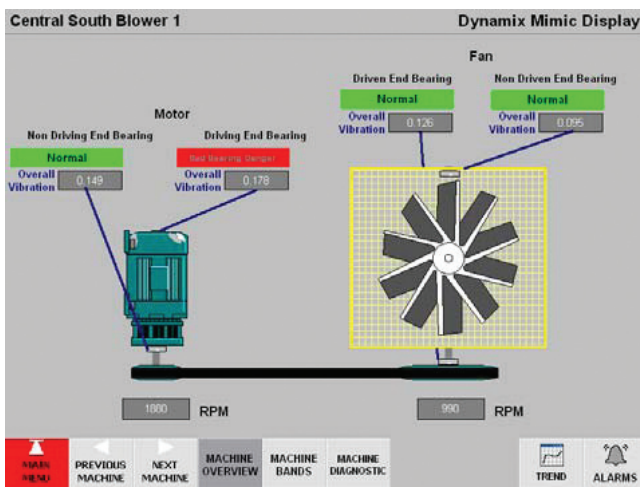 Central South Blower 1
Dynamix Mimic Display
Fan
Driven End Bearing
Non Driven End Bearing
Normal
Normal
Overall
Vibration
0.126
Overall
Vibration
0.095
Motor
Non Driving End Bearing
Driving End Bearing
Normal
Bad Bearing Danger
Overall
Vibration
0.149
Overall
Vibration
0.178
1880
RPM
990
RPM
MAIN
MENU
PREVIOUS
MACHINE
NEXT
MACHINE
MACHINE
OVERVIEW
MACHINE
BANDS
MACHINE
DIAGNOSTIC
TREND
ALARMS